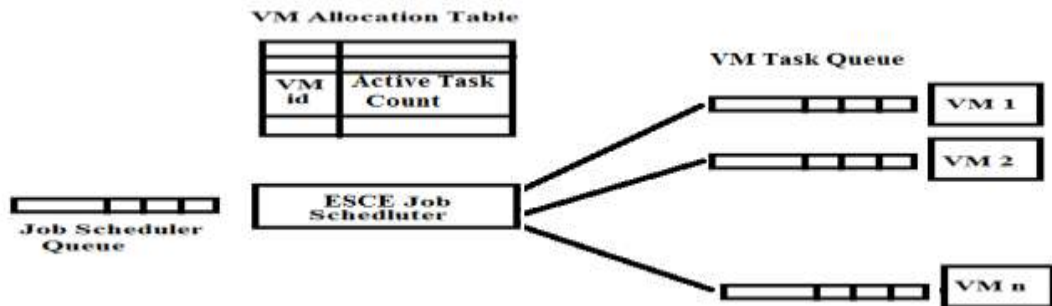 VM Allocation Table
VM id
Active Task Count
VM Task Queue
VM 1
VM 2
ESCE Job
Schedluter
Job Scheduler
Queue
VM n